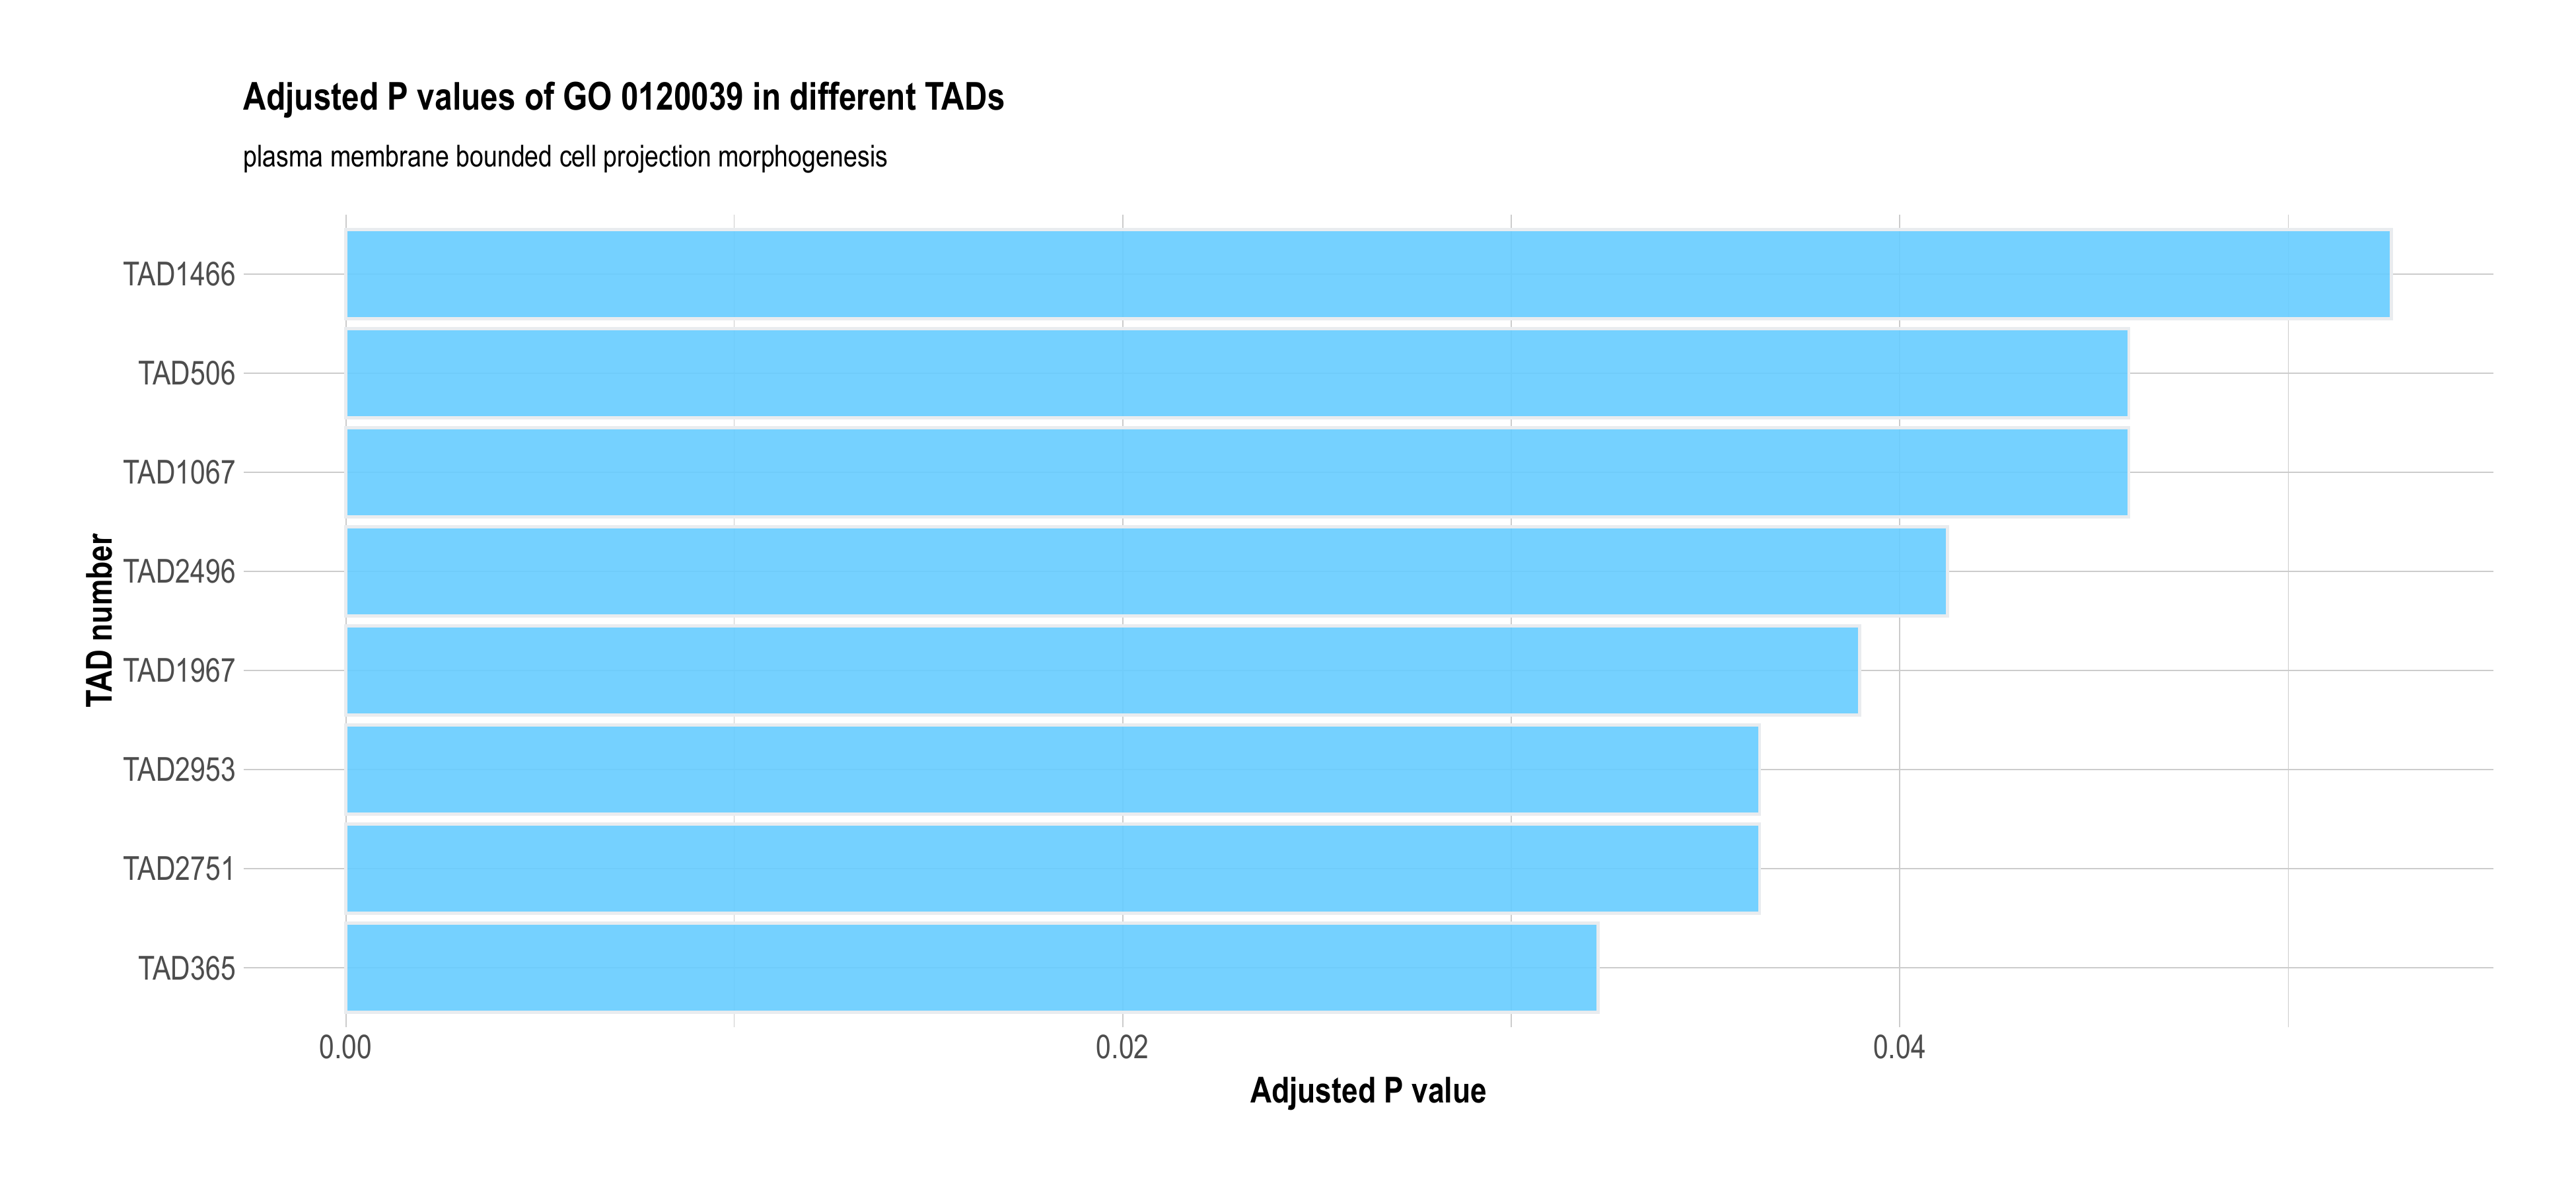 Adjusted P values of GO 0120039 in different TADs
plasma membrane bounded cell projection morphogenesis
TAD number
TAD1466
TAD506
TAD1067
TAD2496
TAD1967
TAD2953
TAD2751
TAD365
0.00 0.02 0.04
Adjusted P value